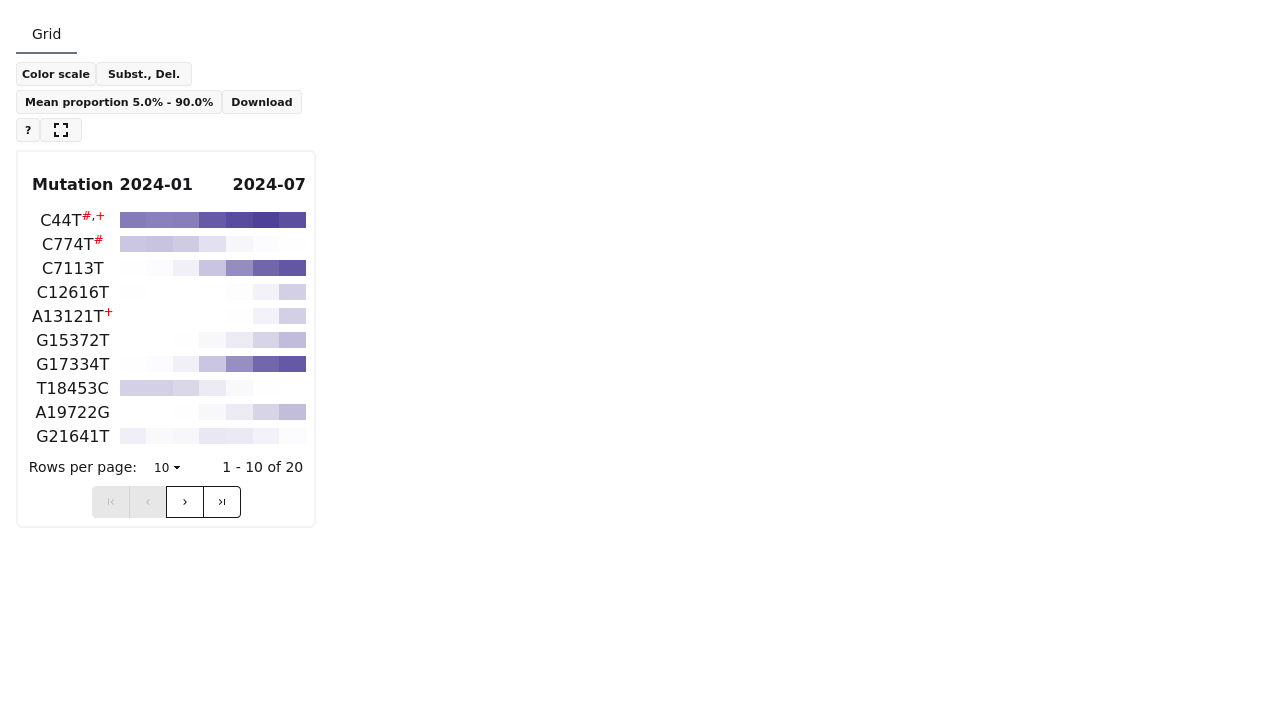 Grid
Color scale Subst., Del.
Mean proportion 5.0% - 90.0% Download
?
Mutation 2024-01 2024-07
C44T#,+
C774T#
C7113T
C12616T
A13121T+
G15372T
G17334T
T18453C
A19722G
G21641T
Rows per page: 10 1 - 10 of 20